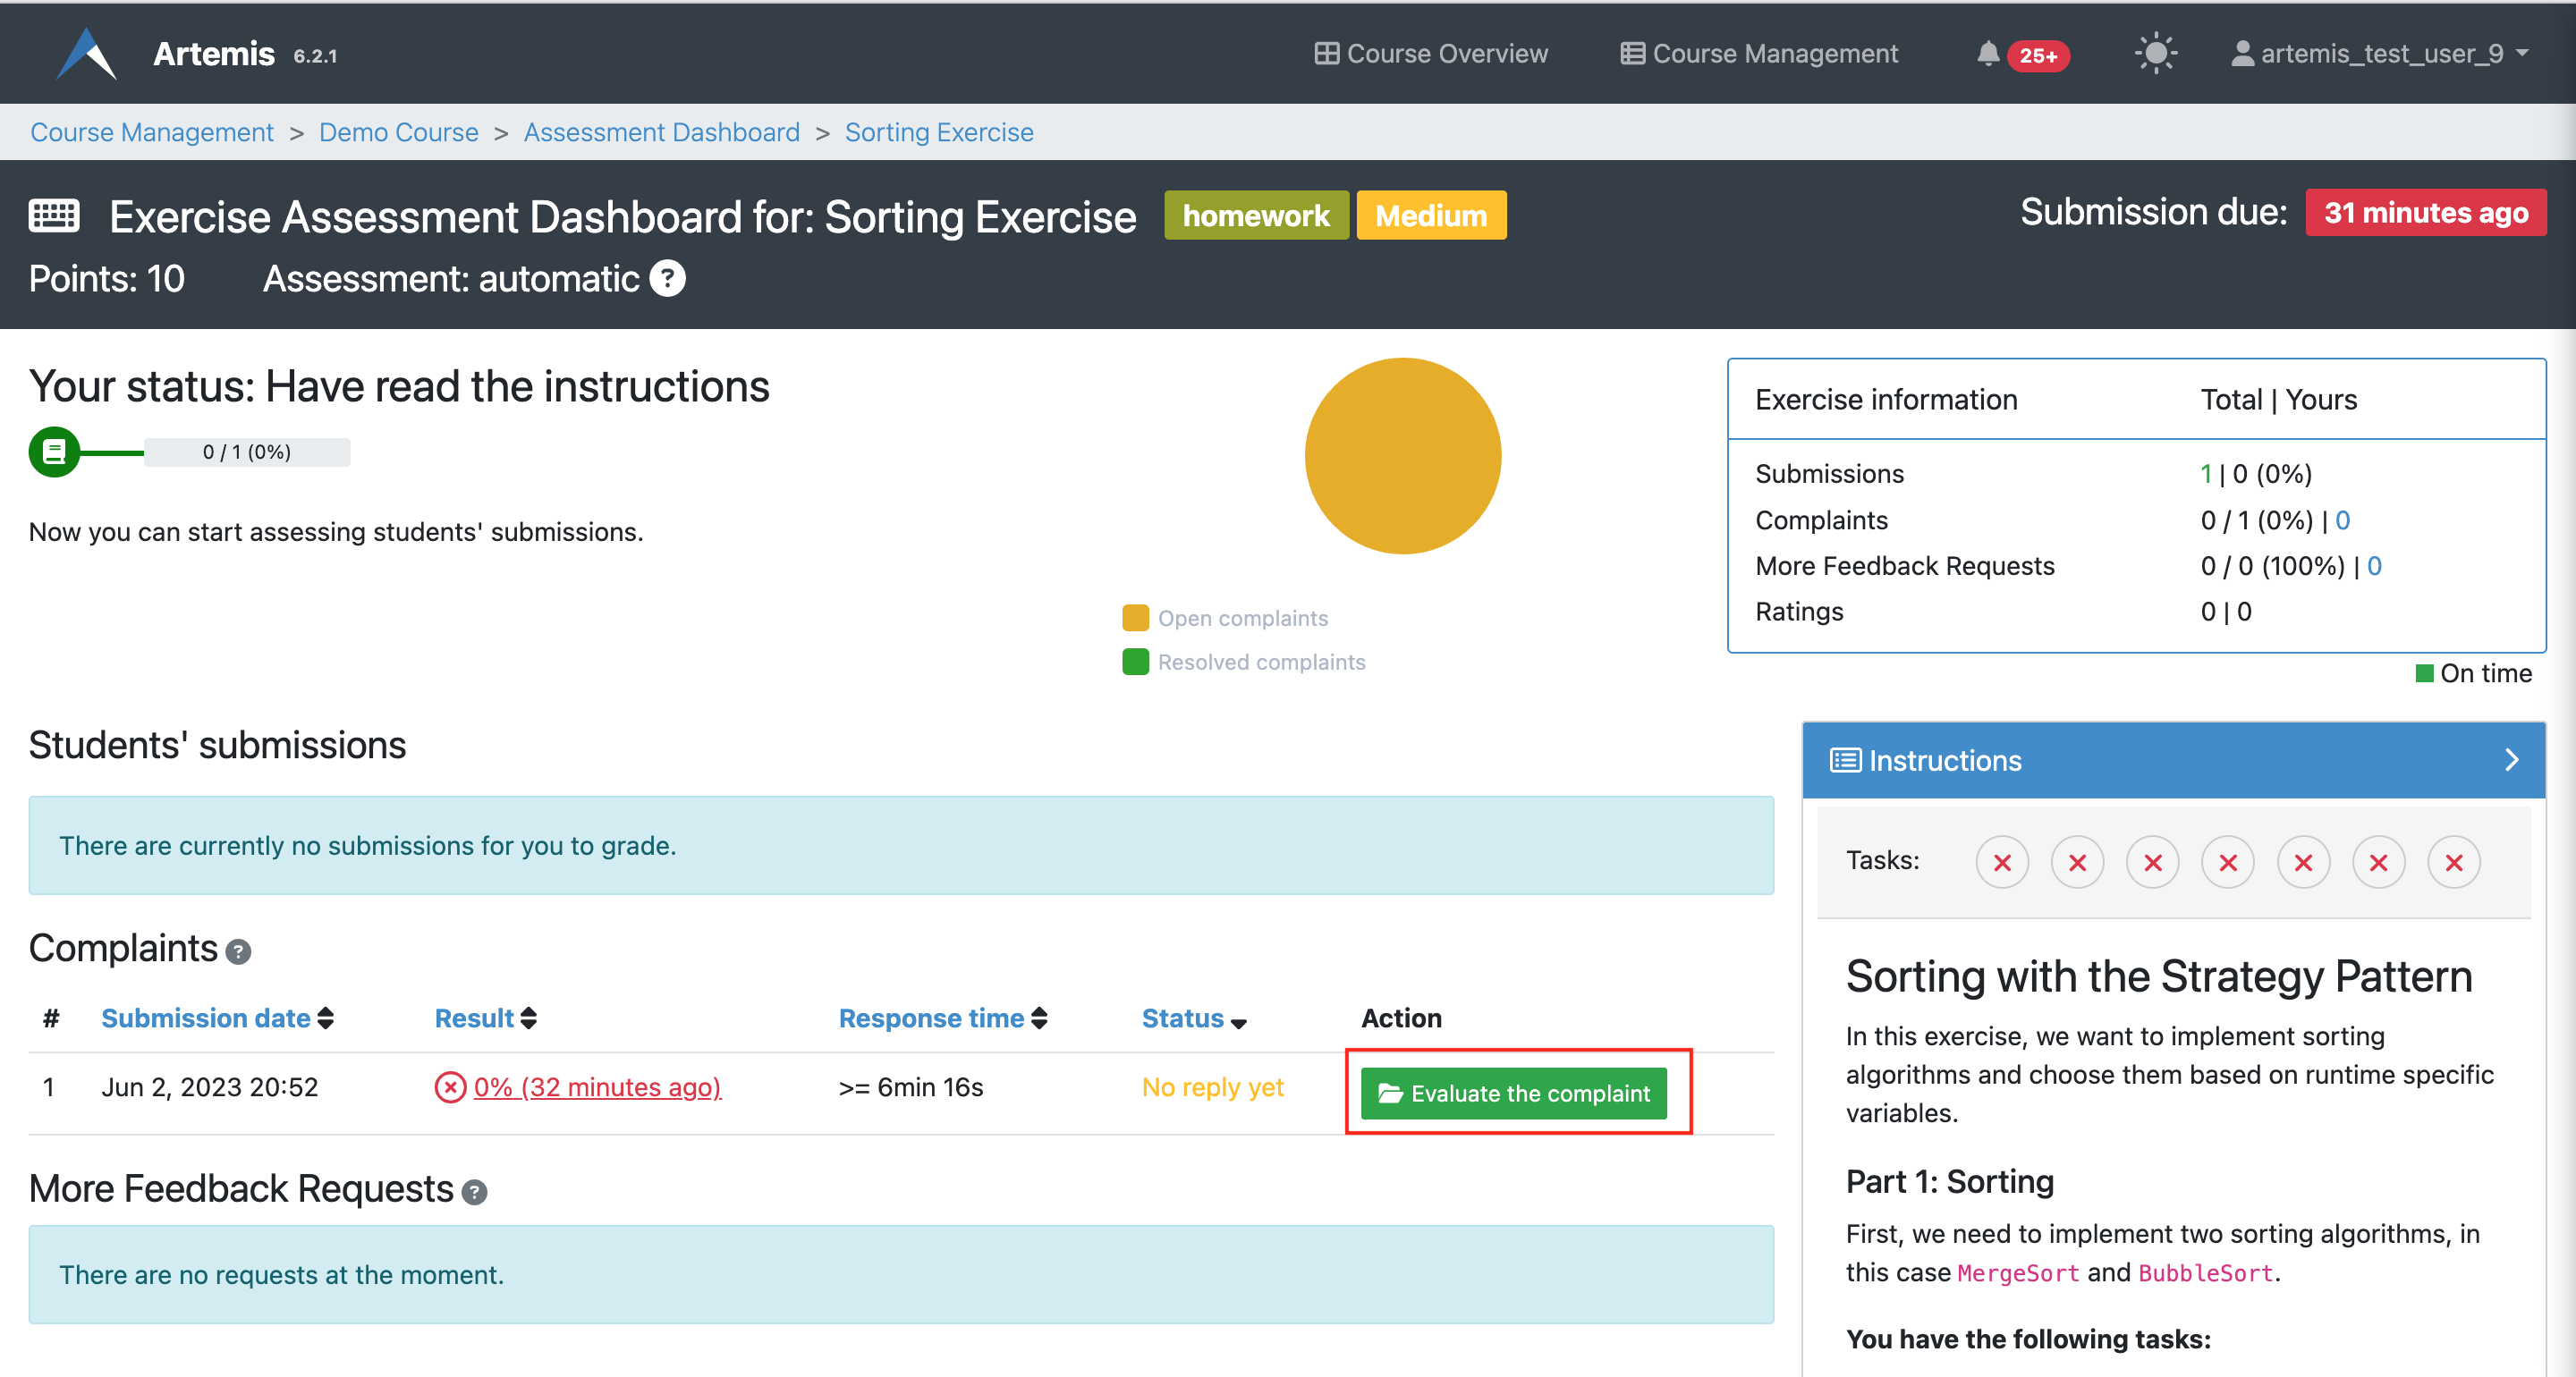 Artemis 6.2.1 Course Overview Course Management 25+ artemis_test_user_9
Course Management > Demo Course > Assessment Dashboard > Sorting Exercise
Exercise Assessment Dashboard for: Sorting Exercise homework Medium Submission due: 31 minutes ago
Points: 10 Assessment: automatic ?
Your status: Have read the instructions
0 / 1 (0%)
Now you can start assessing students' submissions.
Open complaints
Resolved complaints
Exercise information Total | Yours
Submissions 1 | 0 (0%)
Complaints 0 / 1 (0%) | 0
More Feedback Requests 0 / 0 (100%) | 0
Ratings 0 | 0
On time
Students' submissions
There are currently no submissions for you to grade.
Complaints ?
# Submission date Result Response time Status Action
1 Jun 2, 2023 20:52 0% (32 minutes ago) >= 6min 16s No reply yet Evaluate the complaint
More Feedback Requests ?
There are no requests at the moment.
Instructions
Tasks:
Sorting with the Strategy Pattern
In this exercise, we want to implement sorting
algorithms and choose them based on runtime specific
variables.
Part 1: Sorting
First, we need to implement two sorting algorithms, in
this case MergeSort and BubbleSort.
You have the following tasks: